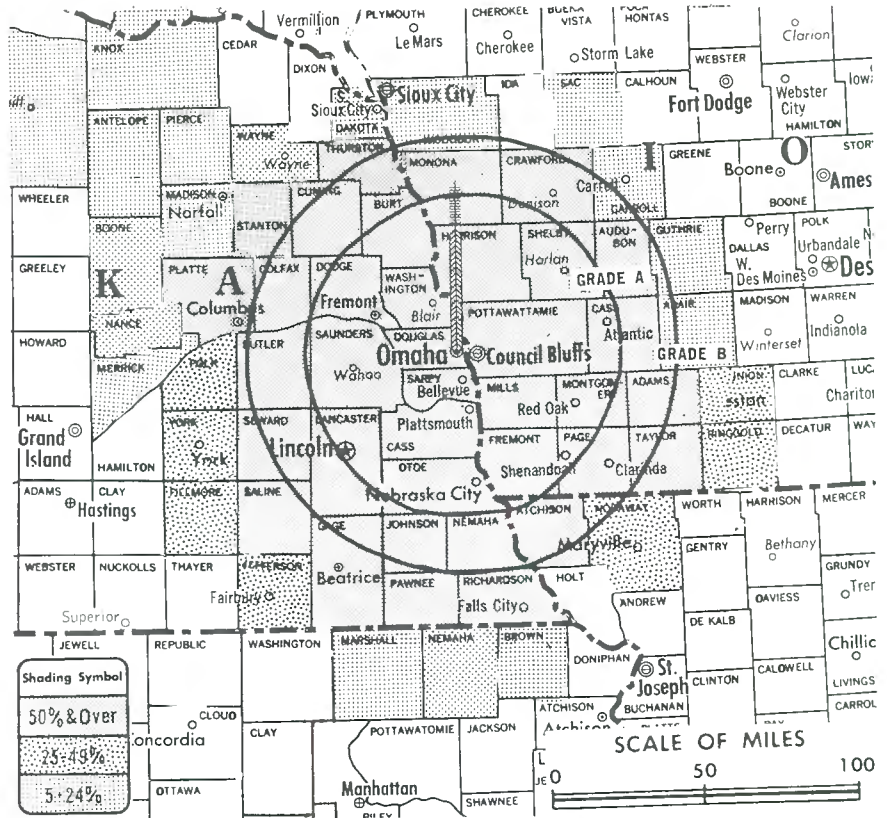 Vermillion
PLYMOUTH
CHEROKEE
BUENA VISTA
HONTAS
Clarion
KNOX
CEDAR
DIXON
Le Mars
Cherokee
Storm Lake
WEBSTER
Sioux City
Sioux City
IDA
SAC
CALHOUN
Fort Dodge
Webster City
HAMILTON
ANTELOPE
PIERCE
WAYNE
Wayne
DAKOTA
THURSTON
MONONA
CRAWFORD
I
GREENE
O
Boone
BOONE
Ames
WHEELER
MADISON
CUMING
BURT
Denison
CARROLL
BOONE
STANTON
HARRISON
SHELBY
Harlan
AUDUBON
GUTHRIE
Perry
DALLAS
POLK
Urbandale
W. Des Moines
Des
GREELEY
K
PLATTE
A
COLFAX
DODGE
WASHINGTON
Blair
GRADE A
Columbus
Fremont
POTTAWATTAMIE
CASS
Atlantic
ADAIR
MADISON
WARREN
Winterset
Indianola
NANCE
HOWARD
MERRICK
POLK
BUTLER
SAUNDERS
Wahoo
DOUGLAS
Omaha
Council Bluffs
GRADE B
SARPY
Bellevue
MILLS
MONTGOMERY
ADAMS
UNION
CLARKE
Red Oak
Plattsmouth
HALL
Grand Island
HAMILTON
YORK
York
SEWARD
LANCASTER
Lincoln
CASS
OTOE
FREMONT
PAGE
TAYLOR
RINGGOLD
DECATUR
Shenandoah
Clarinda
Nebraska City
ADAMS
CLAY
Hastings
FILLMORE
SALINE
GAGE
JOHNSON
NEMAHA
ATCHISON
NODAWAY
Maryville
WORTH
HARRISON
MERCER
GENTRY
Bethany
WEBSTER
NUCKOLLS
THAYER
JEFFERSON
Fairbury
Beatrice
PAWNEE
RICHARDSON
HOLT
Falls City
ANDREW
DAVIESS
GRUNDY
Superior
DE KALB
JEWELL
REPUBLIC
WASHINGTON
MARSHALL
NEMAHA
BROWN
DONIPHAN
St. Joseph
BUCHANAN
CLINTON
CALDWELL
Shading Symbol
50% & Over
25-49%
5-24%
CLOUD
CLAY
OTTAWA
POTTAWATOMIE
JACKSON
ATCHISON
Atchison
Manhattan
RILEY
SHAWNEE
SCALE OF MILES
0 50 100